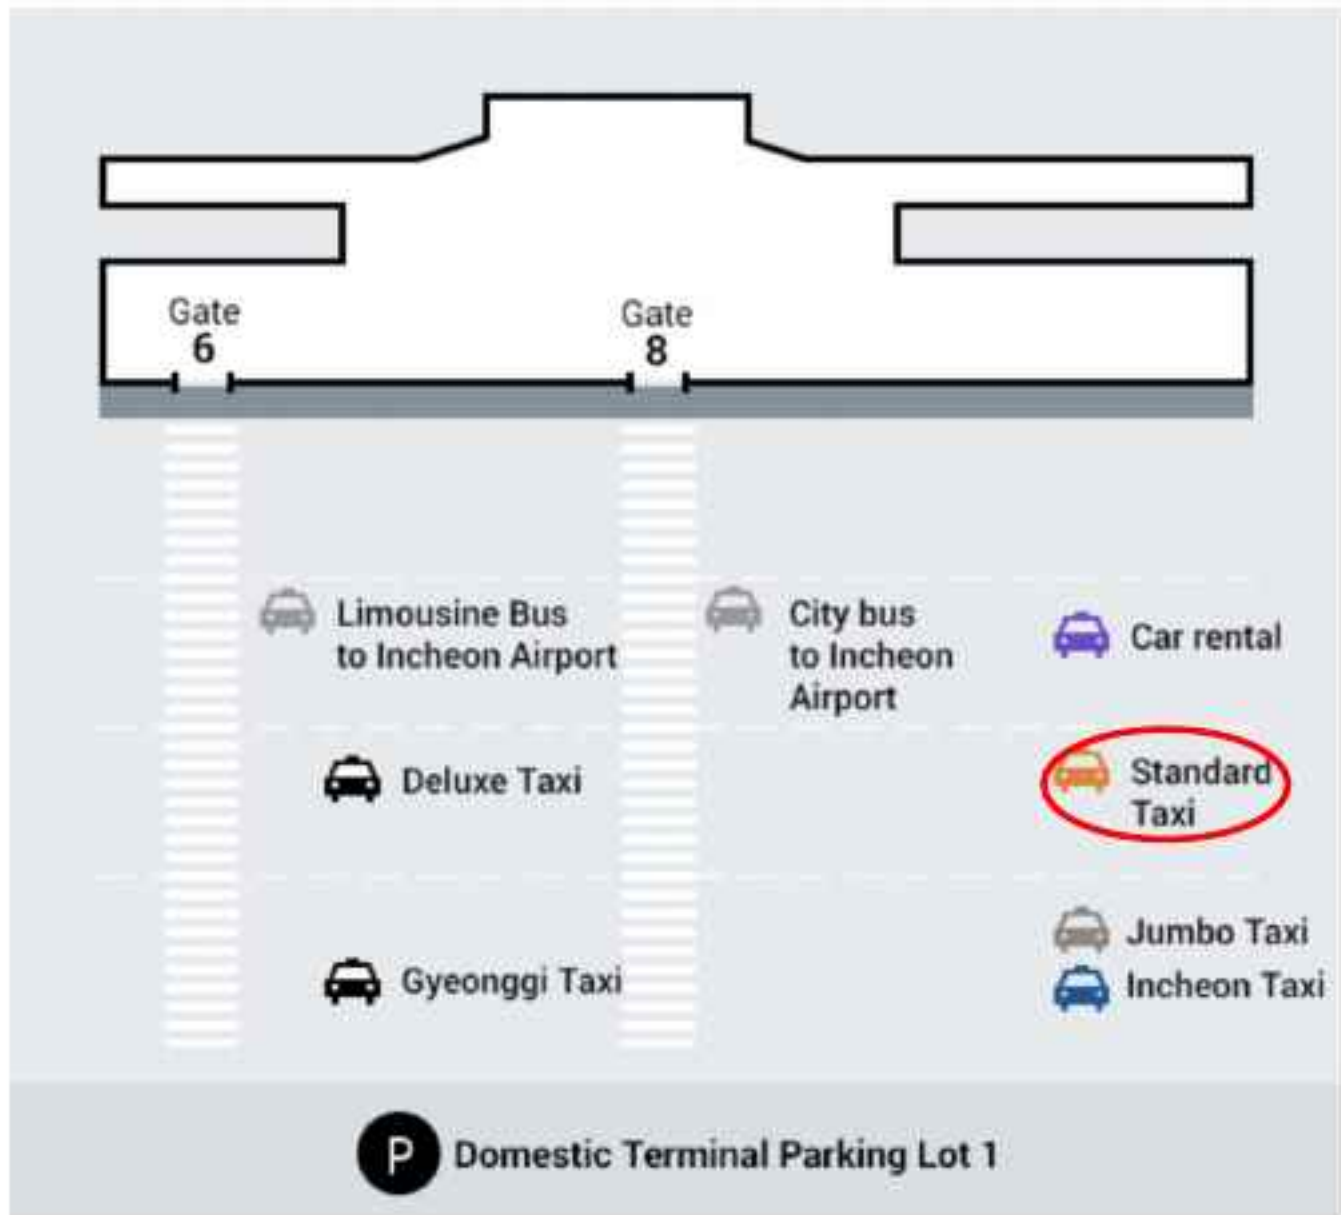 Gate
6
Gate
8
Limousine Bus
to Incheon Airport
City bus
to Incheon
Airport
Car rental
Deluxe Taxi
Standard
Taxi
Gyeonggi Taxi
Jumbo Taxi
Incheon Taxi
P Domestic Terminal Parking Lot 1